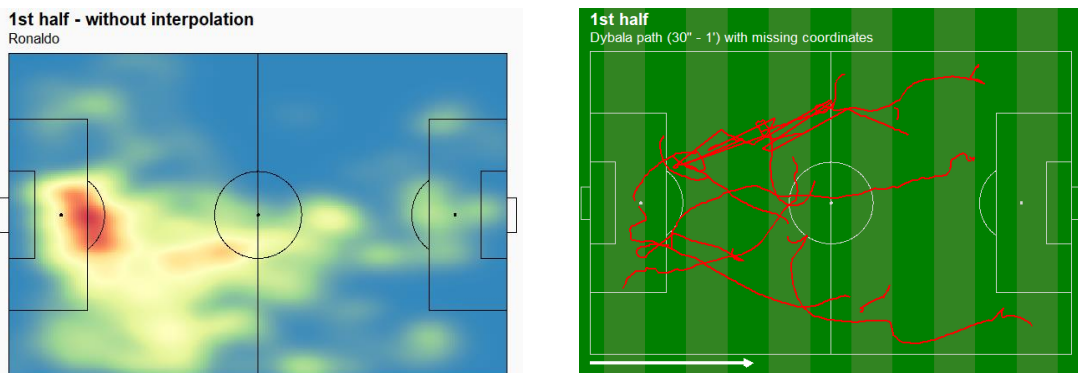 1st half - without interpolation
Ronaldo
1st half
Dybala path (30" - 1') with missing coordinates